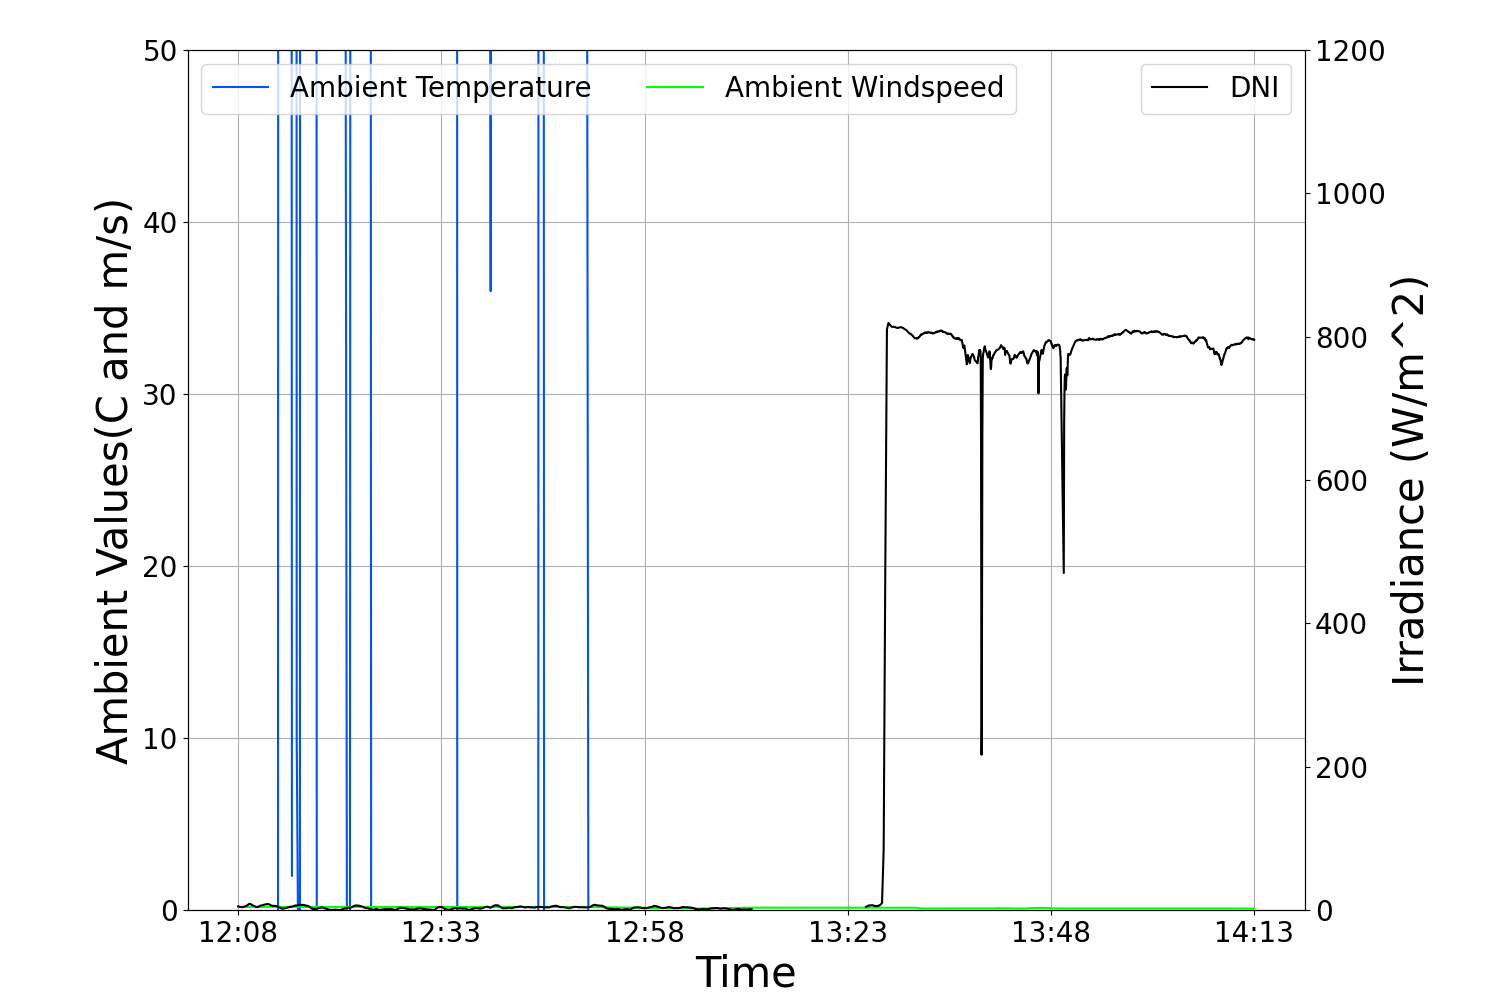 50
40
30
20
10
0
Ambient Values(C and m/s)
Ambient Temperature
Ambient Windspeed
DNI
1200
1000
800
600
400
200
0
Irradiance (W/m^2)
12:08 12:33 12:58 13:23 13:48 14:13
Time